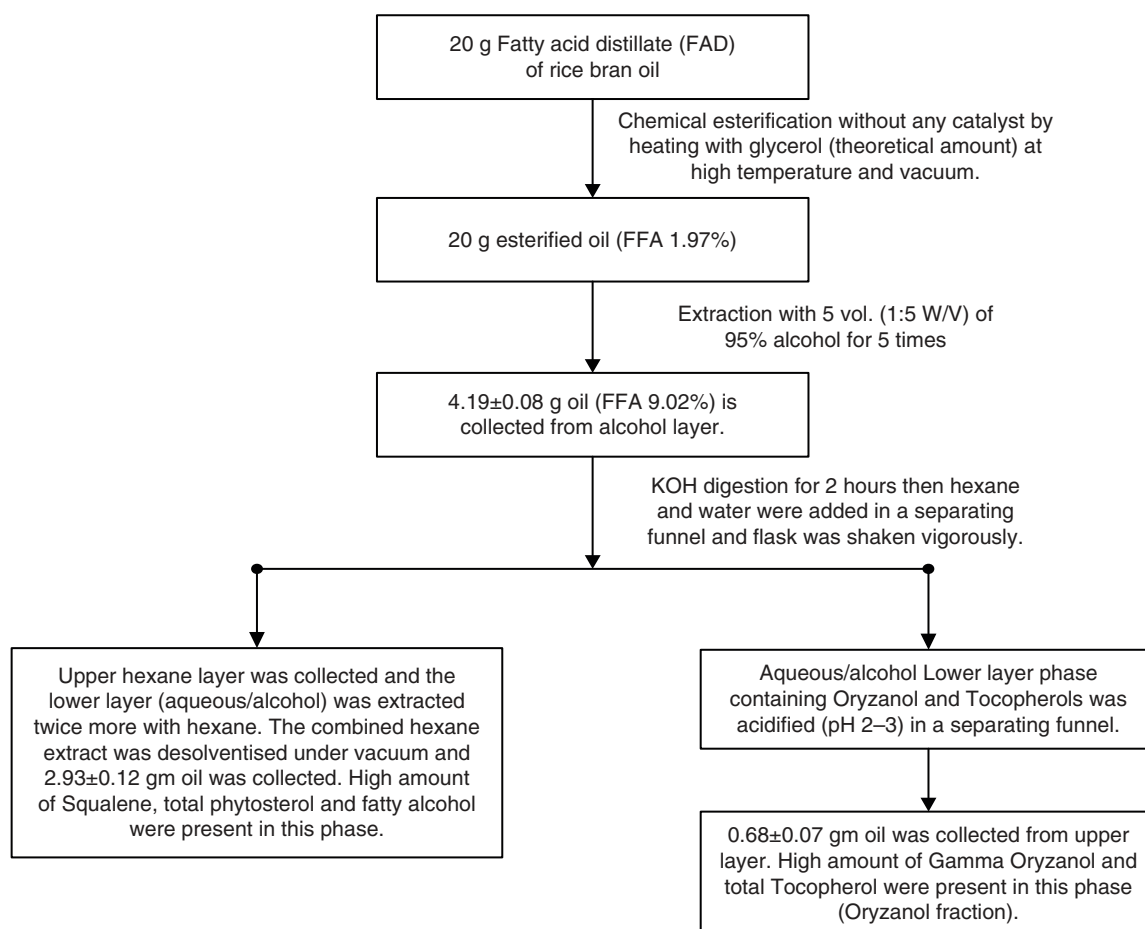 20 g Fatty acid distillate (FAD)
of rice bran oil
Chemical esterification without any catalyst by
heating with glycerol (theoretical amount) at
high temperature and vacuum.
20 g esterified oil (FFA 1.97%)
Extraction with 5 vol. (1:5 W/V) of
95% alcohol for 5 times
4.19±0.08 g oil (FFA 9.02%) is
collected from alcohol layer.
KOH digestion for 2 hours then hexane
and water were added in a separating
funnel and flask was shaken vigorously.
Upper hexane layer was collected and the
lower layer (aqueous/alcohol) was extracted
twice more with hexane. The combined hexane
extract was desolventised under vacuum and
2.93±0.12 gm oil was collected. High amount
of Squalene, total phytosterol and fatty alcohol
were present in this phase.
Aqueous/alcohol Lower layer phase
containing Oryzanol and Tocopherols was
acidified (pH 2–3) in a separating funnel.
0.68±0.07 gm oil was collected from upper
layer. High amount of Gamma Oryzanol and
total Tocopherol were present in this phase
(Oryzanol fraction).